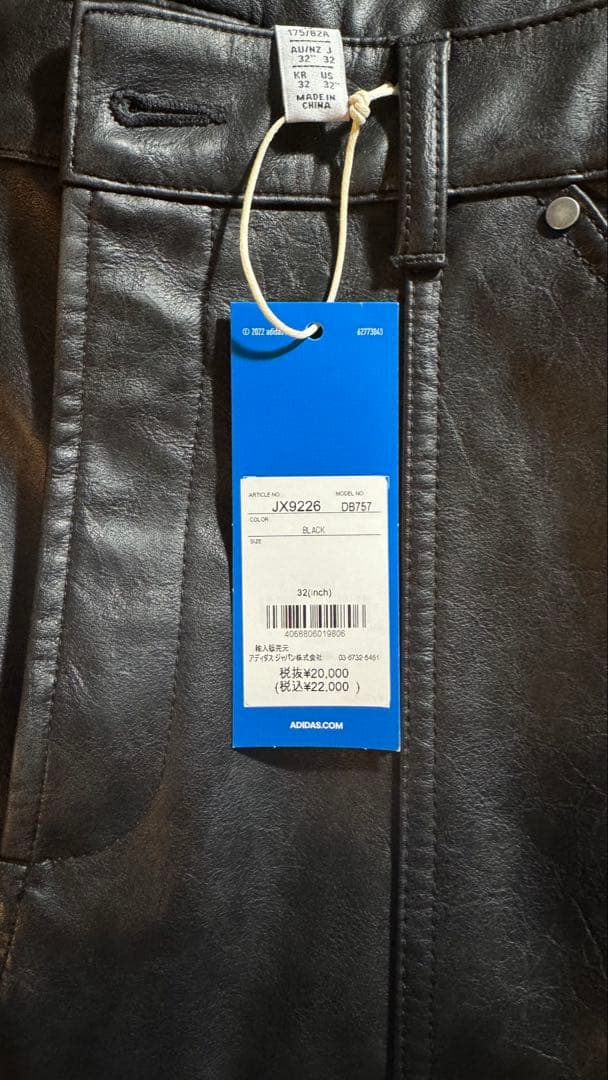 175/82A
AU/NZ J
32" 32
KR US
32 32"
MADE IN
CHINA
© 2022 adidas 62773043
ARTICLE NO. MODEL NO.
JX9226 DB757
COLOR
BLACK
SIZE
32(inch)
4066806019806
輸入販売元
アディダス ジャパン株式会社 03-6732-5461
税抜¥20,000
(税込¥22,000 )
ADIDAS.COM